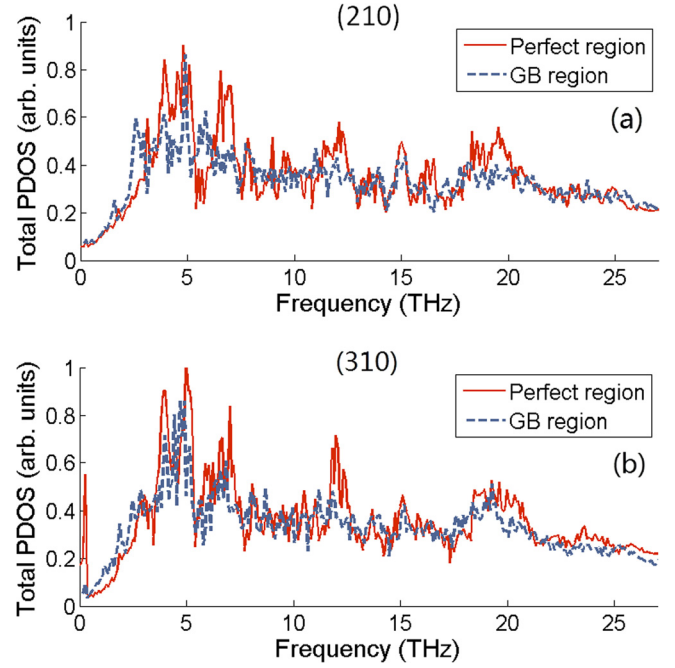 (210)
Total PDOS (arb. units)
1
0.8
0.6
0.4
0.2
0
Perfect region
GB region
(a)
0 5 10 15 20 25
Frequency (THz)
(310)
Total PDOS (arb. units)
1
0.8
0.6
0.4
0.2
0
Perfect region
GB region
(b)
0 5 10 15 20 25
Frequency (THz)